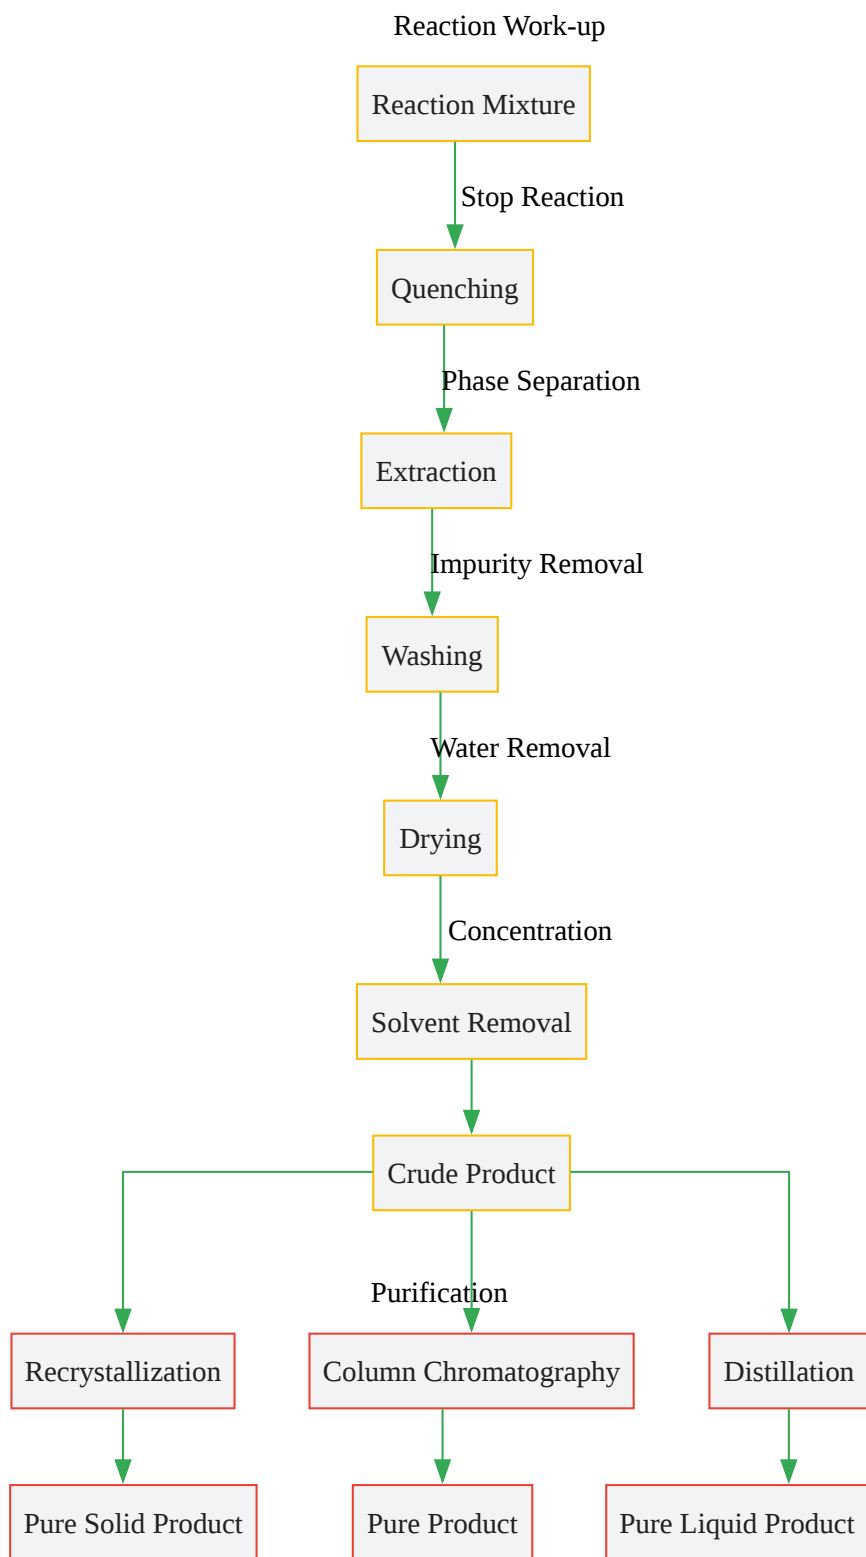 Reaction Work-up
Reaction Mixture
Stop Reaction
Quenching
Phase Separation
Extraction
Impurity Removal
Washing
Water Removal
Drying
Concentration
Solvent Removal
Crude Product
Purification
Recrystallization
Column Chromatography
Distillation
Pure Solid Product
Pure Product
Pure Liquid Product